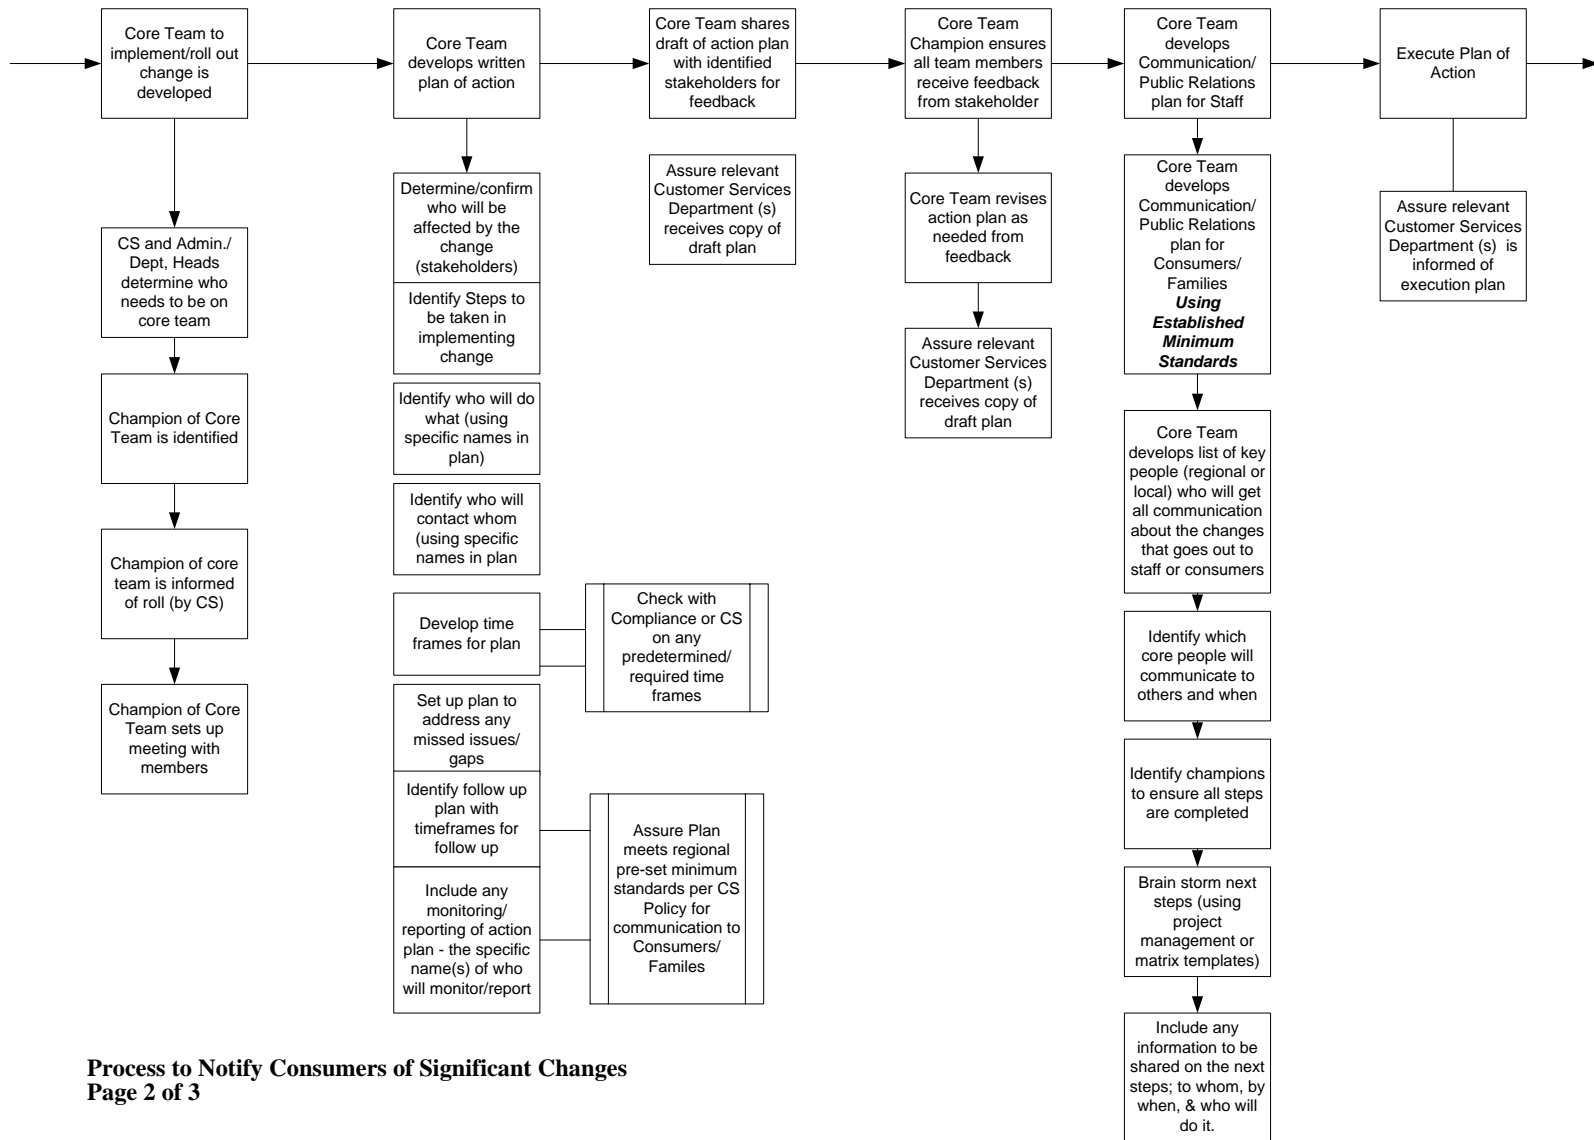 Core Team to
implement/roll out
change is
developed
CS and Admin./
Dept, Heads
determine who
needs to be on
core team
Champion of Core
Team is identified
Champion of core
team is informed
of roll (by CS)
Champion of Core
Team sets up
meeting with
members
Core Team
develops written
plan of action
Determine/confirm
who will be
affected by the
change
(stakeholders)
Identify Steps to
be taken in
implementing
change
Identify who will do
what (using
specific names in
plan)
Identify who will
contact whom
(using specific
names in plan
Develop time
frames for plan
Check with
Compliance or CS
on any
predetermined/
required time
frames
Set up plan to
address any
missed issues/
gaps
Identify follow up
plan with
timeframes for
follow up
Include any
monitoring/
reporting of action
plan - the specific
name(s) of who
will monitor/report
Assure Plan
meets regional
pre-set minimum
standards per CS
Policy for
communication to
Consumers/
Familes
Core Team shares
draft of action plan
with identified
stakeholders for
feedback
Assure relevant
Customer Services
Department (s)
receives copy of
draft plan
Core Team
Champion ensures
all team members
receive feedback
from stakeholder
Core Team revises
action plan as
needed from
feedback
Assure relevant
Customer Services
Department (s)
receives copy of
draft plan
Core Team
develops
Communication/
Public Relations
plan for Staff
Core Team
develops
Communication/
Public Relations
plan for
Consumers/
Families
Using
Established
Minimum
Standards
Core Team
develops list of key
people (regional or
local) who will get
all communication
about the changes
that goes out to
staff or consumers
Identify which
core people will
communicate to
others and when
Identify champions
to ensure all steps
are completed
Brain storm next
steps (using
project
management or
matrix templates)
Include any
information to be
shared on the next
steps; to whom, by
when, & who will
do it.
Execute Plan of
Action
Assure relevant
Customer Services
Department (s) is
informed of
execution plan
Process to Notify Consumers of Significant Changes
Page 2 of 3